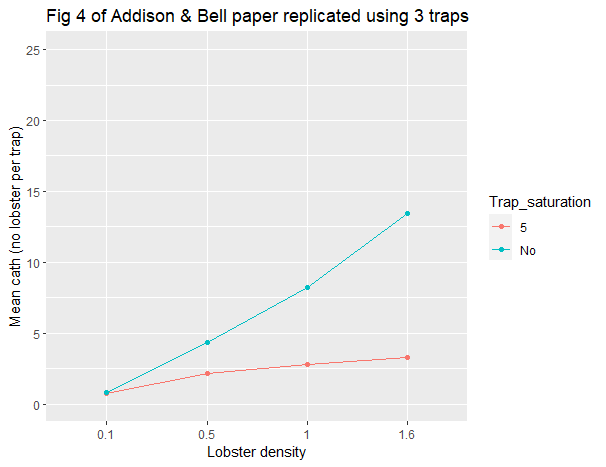 Fig 4 of Addison & Bell paper replicated using 3 traps
25
20
15
10
5
0
Mean cath (no lobster per trap)
0.1 0.5 1 1.6
Lobster density
Trap_saturation
5
No